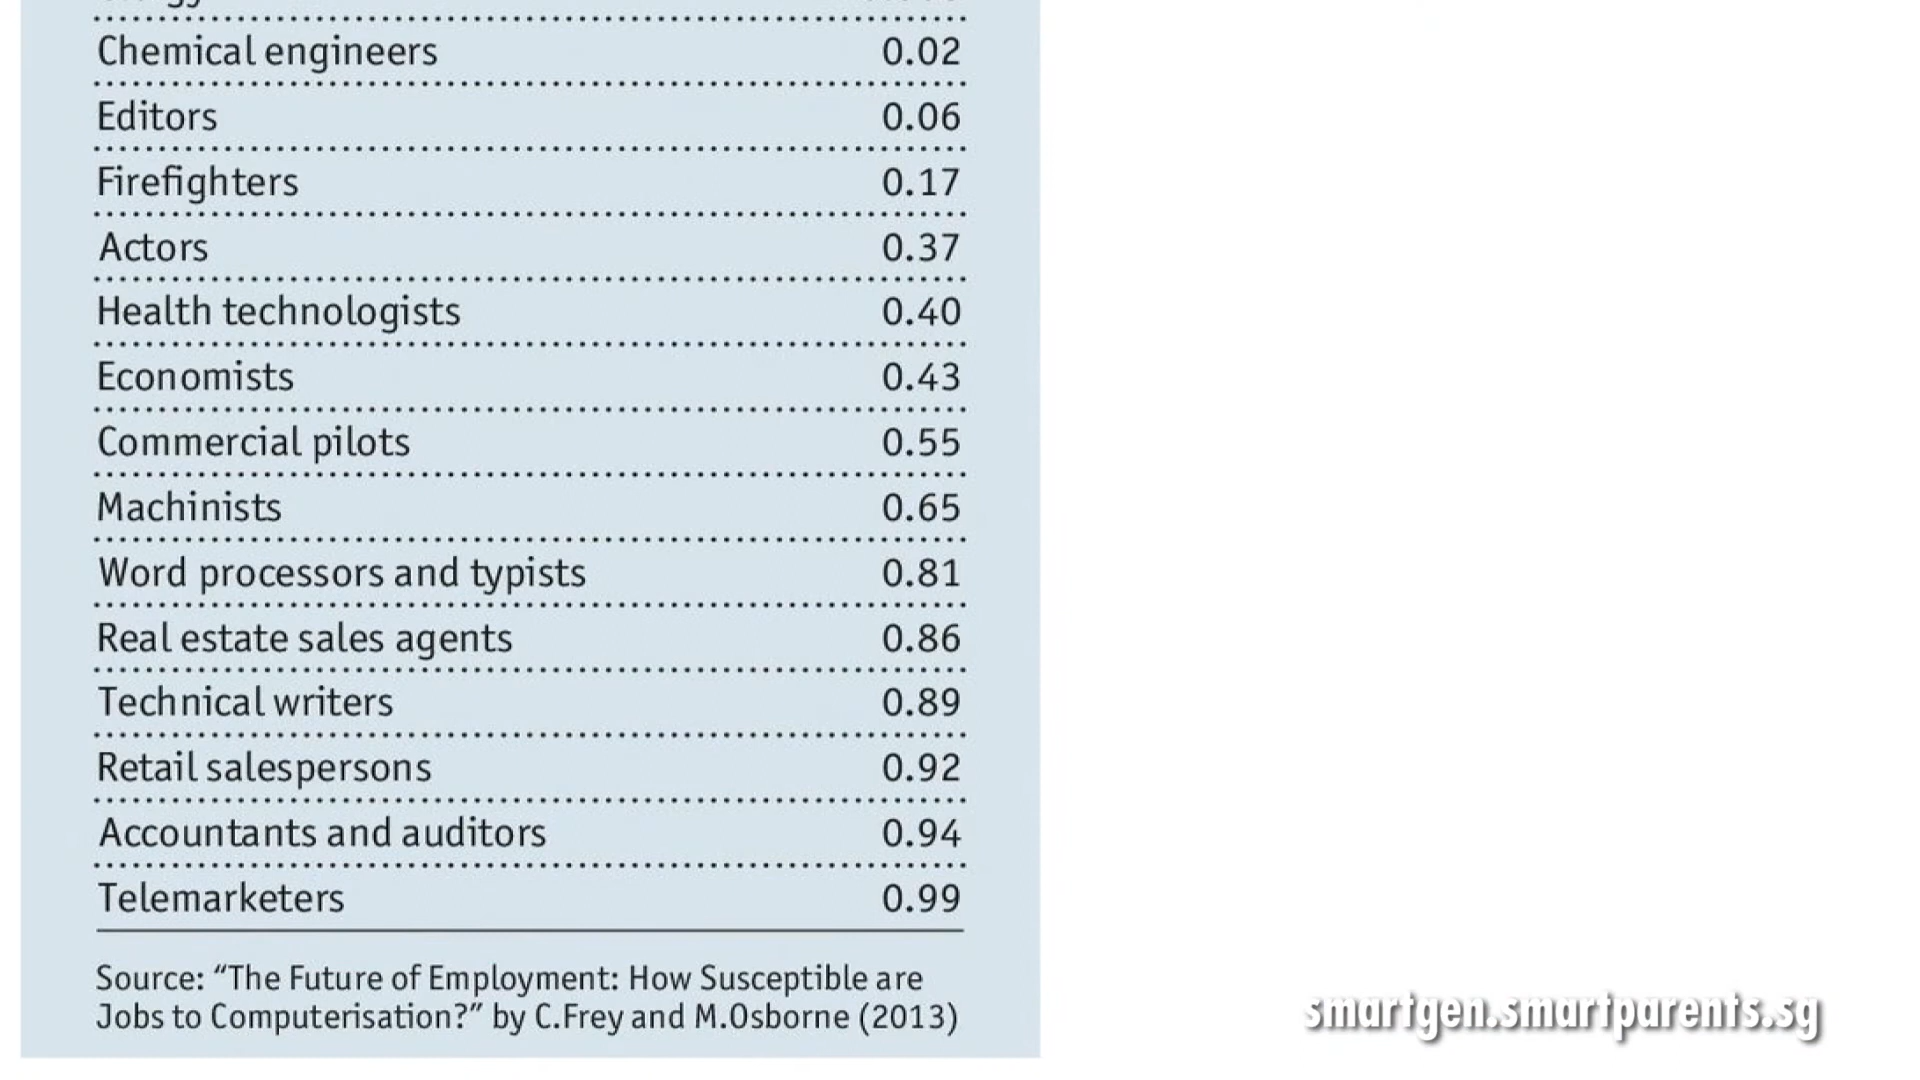 Chemical engineers 0.02
Editors 0.06
Firefighters 0.17
Actors 0.37
Health technologists 0.40
Economists 0.43
Commercial pilots 0.55
Machinists 0.65
Word processors and typists 0.81
Real estate sales agents 0.86
Technical writers 0.89
Retail salespersons 0.92
Accountants and auditors 0.94
Telemarketers 0.99
Source: “The Future of Employment: How Susceptible are
Jobs to Computerisation?” by C.Frey and M.Osborne (2013)
smartgen.smartparents.sg